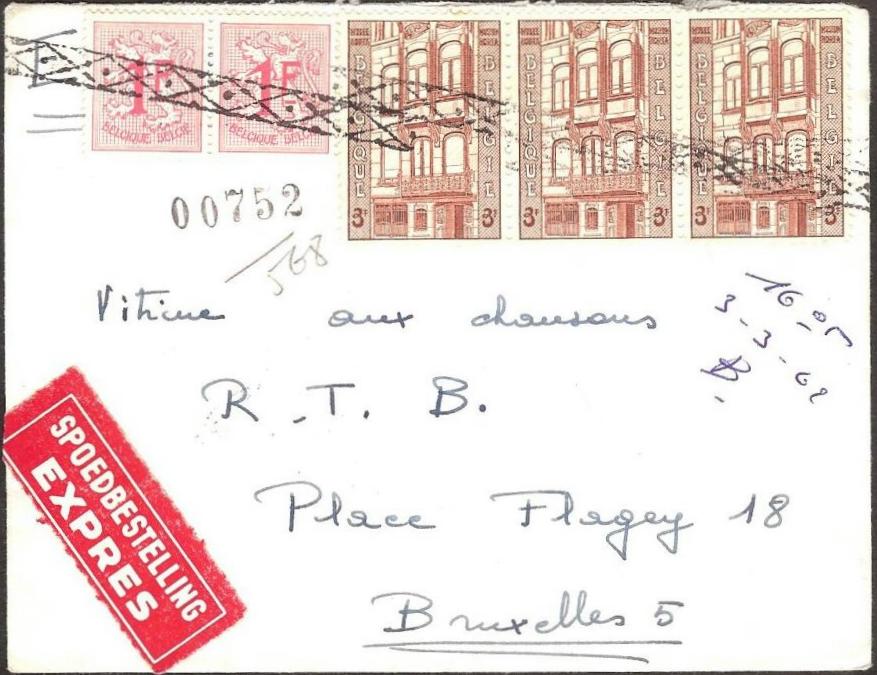 1F 1F
BELGIQUE-BELGIE BELGIQUE-BELGIE
BELGIQUE BELGIE 3F
BELGIQUE BELGIE 3F
BELGIQUE BELGIE 3F
00752
568
Vitrine aux chansons
R.T.B.
Place Flagey 18
Bruxelles 5
16-05
3-3-62
SPOEDBESTELLING
EXPRES